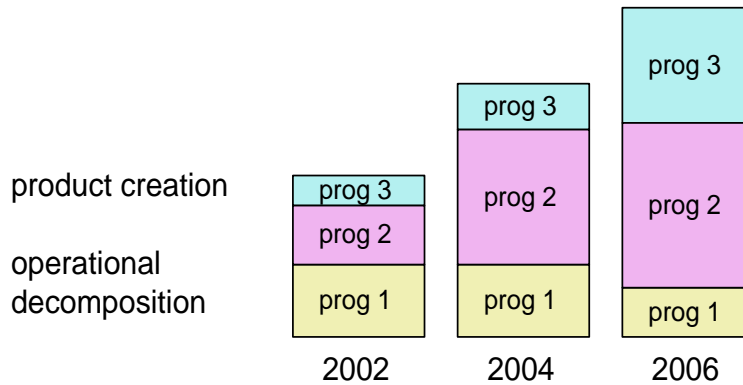 prog 3
prog 3
prog 2
prog 2
product creation
prog 3
prog 2
operational
decomposition
prog 1
prog 1
prog 1
2002
2004
2006